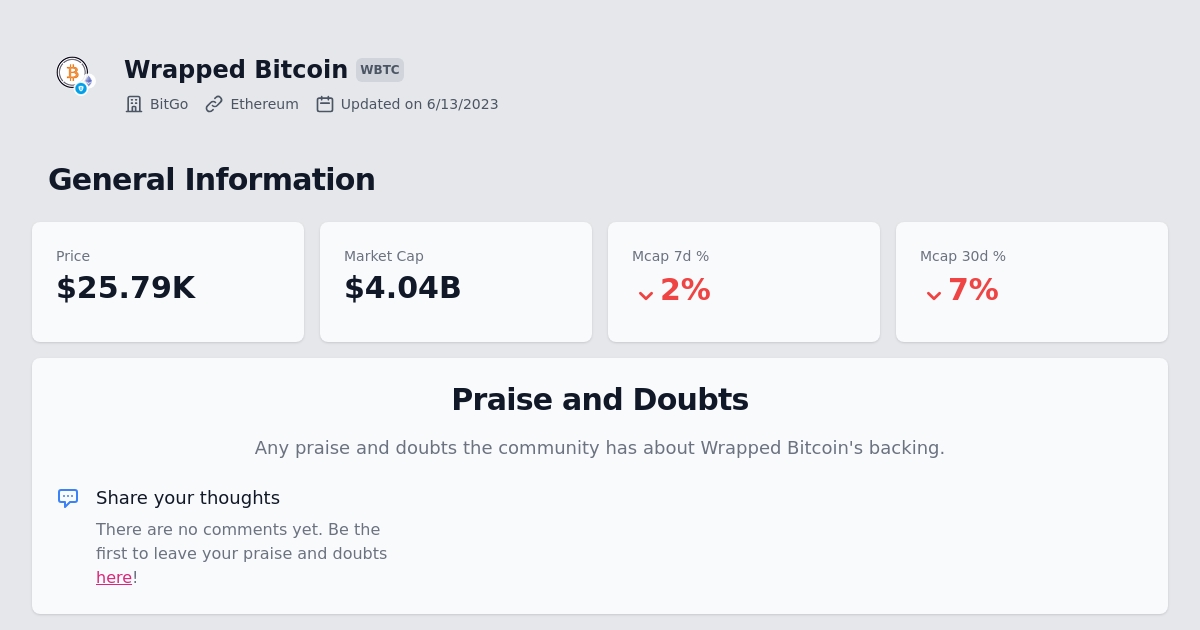 Wrapped Bitcoin WBTC
BitGo Ethereum Updated on 6/13/2023
General Information
Price Market Cap Mcap 7d % Mcap 30d %
$25.79K $4.04B 2% 7%
Praise and Doubts
Any praise and doubts the community has about Wrapped Bitcoin's backing.
Share your thoughts
There are no comments yet. Be the
first to leave your praise and doubts
here!